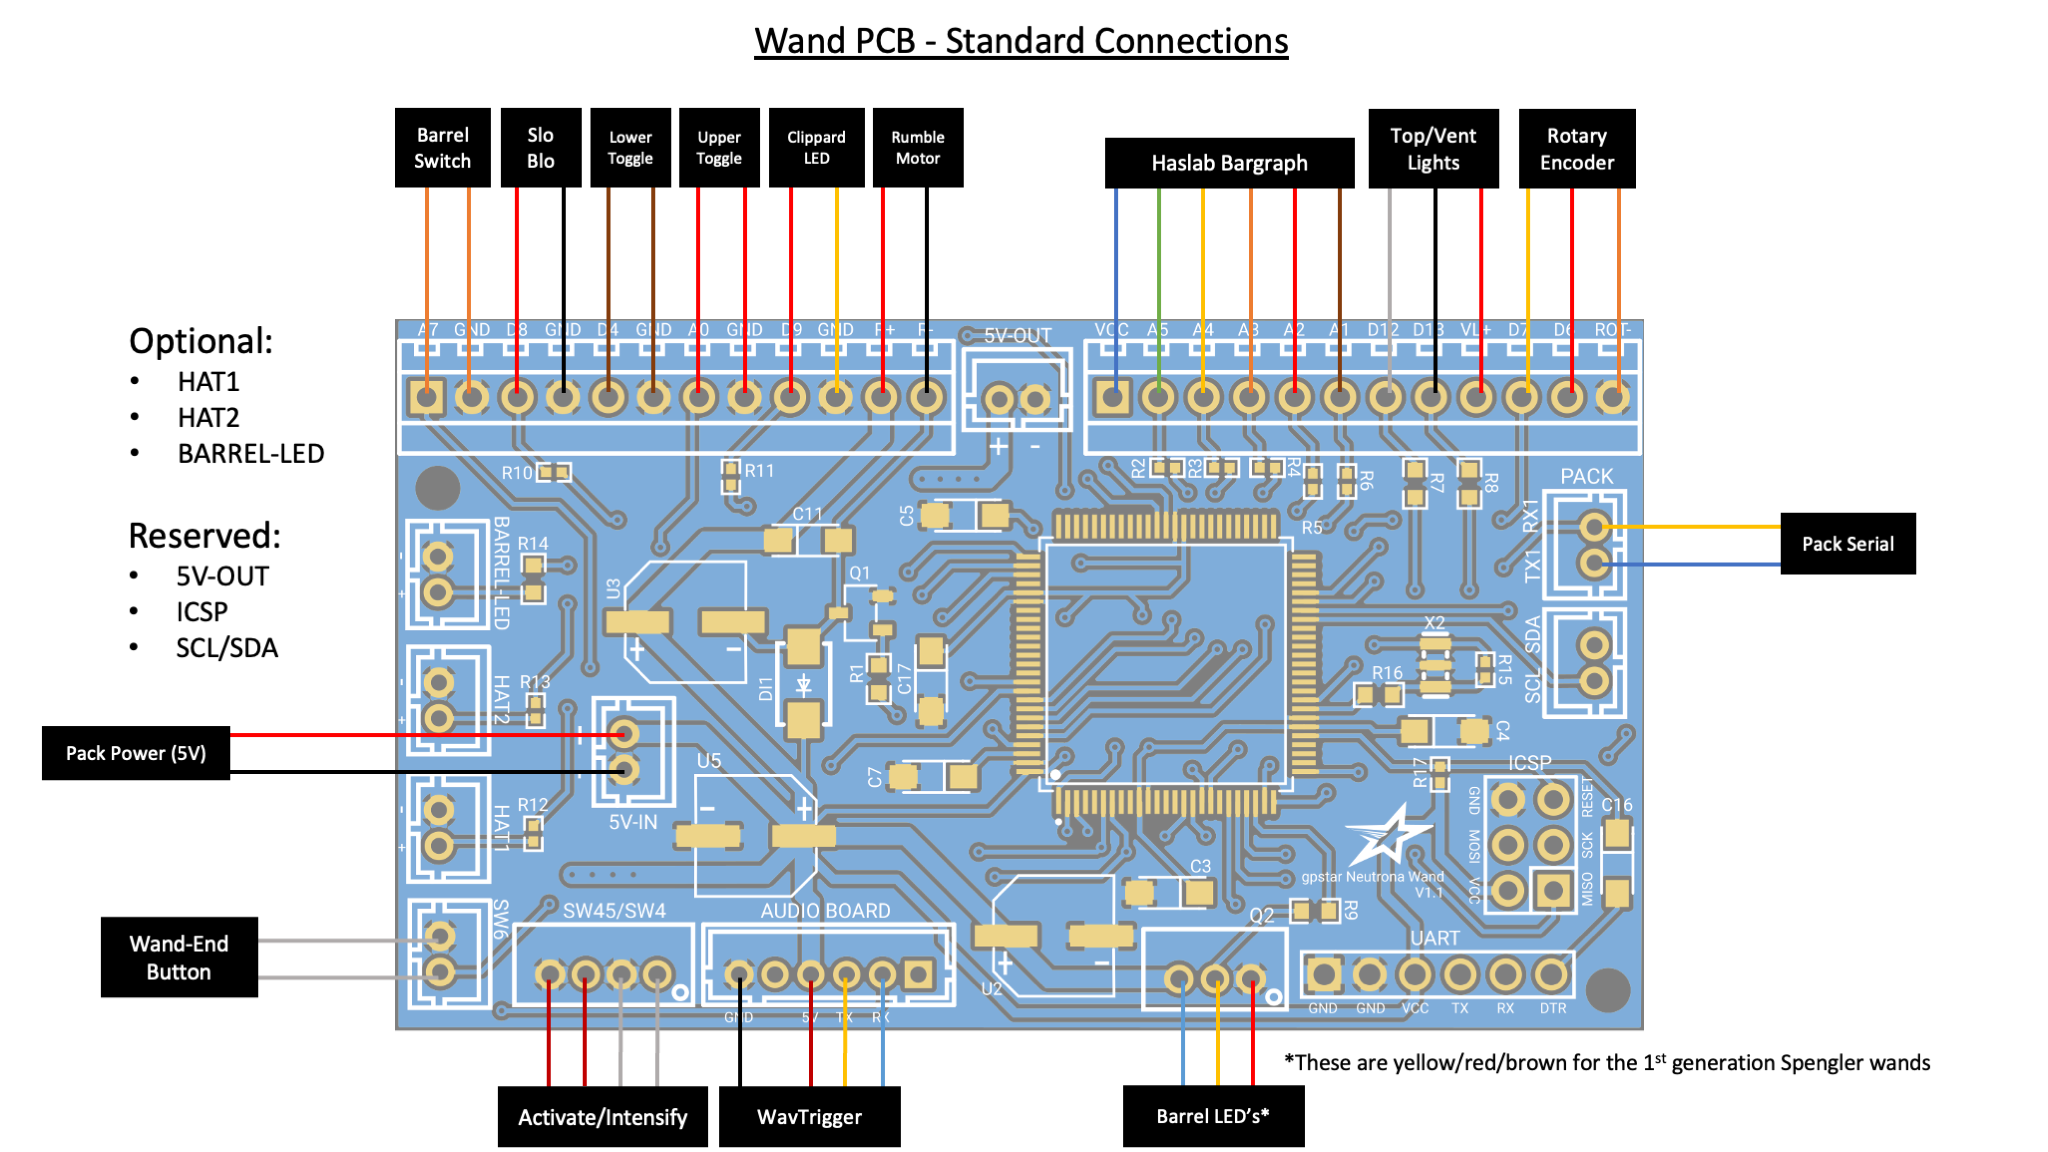 Wand PCB - Standard Connections
Barrel
Switch
Slo
Blo
Lower
Toggle
Upper
Toggle
Clippard
LED
Rumble
Motor
Haslab Bargraph
Top/Vent
Lights
Rotary
Encoder
Optional:
• HAT1
• HAT2
• BARREL-LED
Reserved:
• 5V-OUT
• ICSP
• SCL/SDA
A7 GND D8 GND D4 GND A0 GND D9 GND R+ R-
5V-OUT
+ -
VCC A5 A4 A3 A2 A1 D12 D13 VL+ D7 D6 ROT-
R10
R11
R2
R3
R4
R6
R7
R8
R5
C5
C11
PACK
RX1
TX1
Pack Serial
BARREL-LED
- +
R14
U3
+ -
Q1
D1
R1
C17
X2
R15
R16
SDA
SCL
HAT2
- +
R13
Pack Power (5V)
5V-IN
U5
- +
C7
C4
R17
ICSP
GND
MOSI
VCC
RESET
SCK
MISO
C16
HAT1
- +
R12
gpstar Neutrona Wand
V1.1
C3
Q2
R9
U2
+ -
SW6
Wand-End
Button
SW45/SW4
AUDIO BOARD
GND 5V TX RX
UART
GND GND VCC TX RX DTR
*These are yellow/red/brown for the 1st generation Spengler wands
Activate/Intensify
WavTrigger
Barrel LED’s*